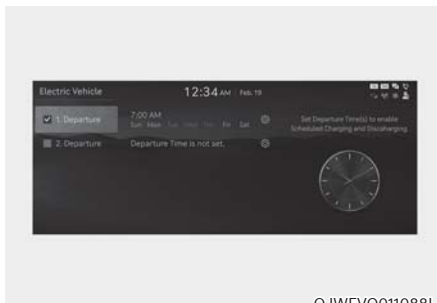 Electric Vehicle
12:34 AM Feb. 19
1. Departure
7:00 AM
Sun Mon Tue Wed Thu Fri Sat
Set Departure Time(s) to enable
Scheduled Charging and Discharging.
2. Departure
Departure Time is not set.